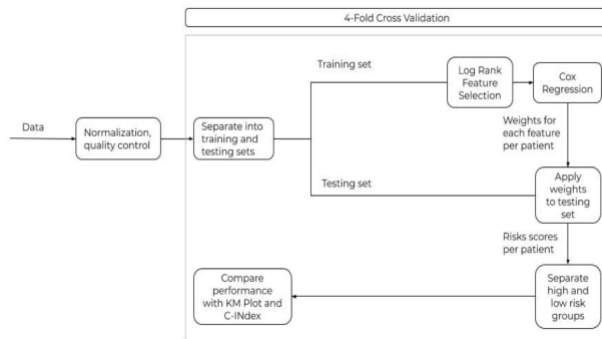 4-Fold Cross Validation
Training set
Log Rank
Feature
Selection
Cox
Regression
Data
Normalization,
quality control
Separate into
training and
testing sets
Weights for
each feature
per patient
Testing set
Apply
weights
to testing
set
Risks scores
per patient
Compare
performance
with KM Plot and
C-INdex
Separate
high and
low risk
groups